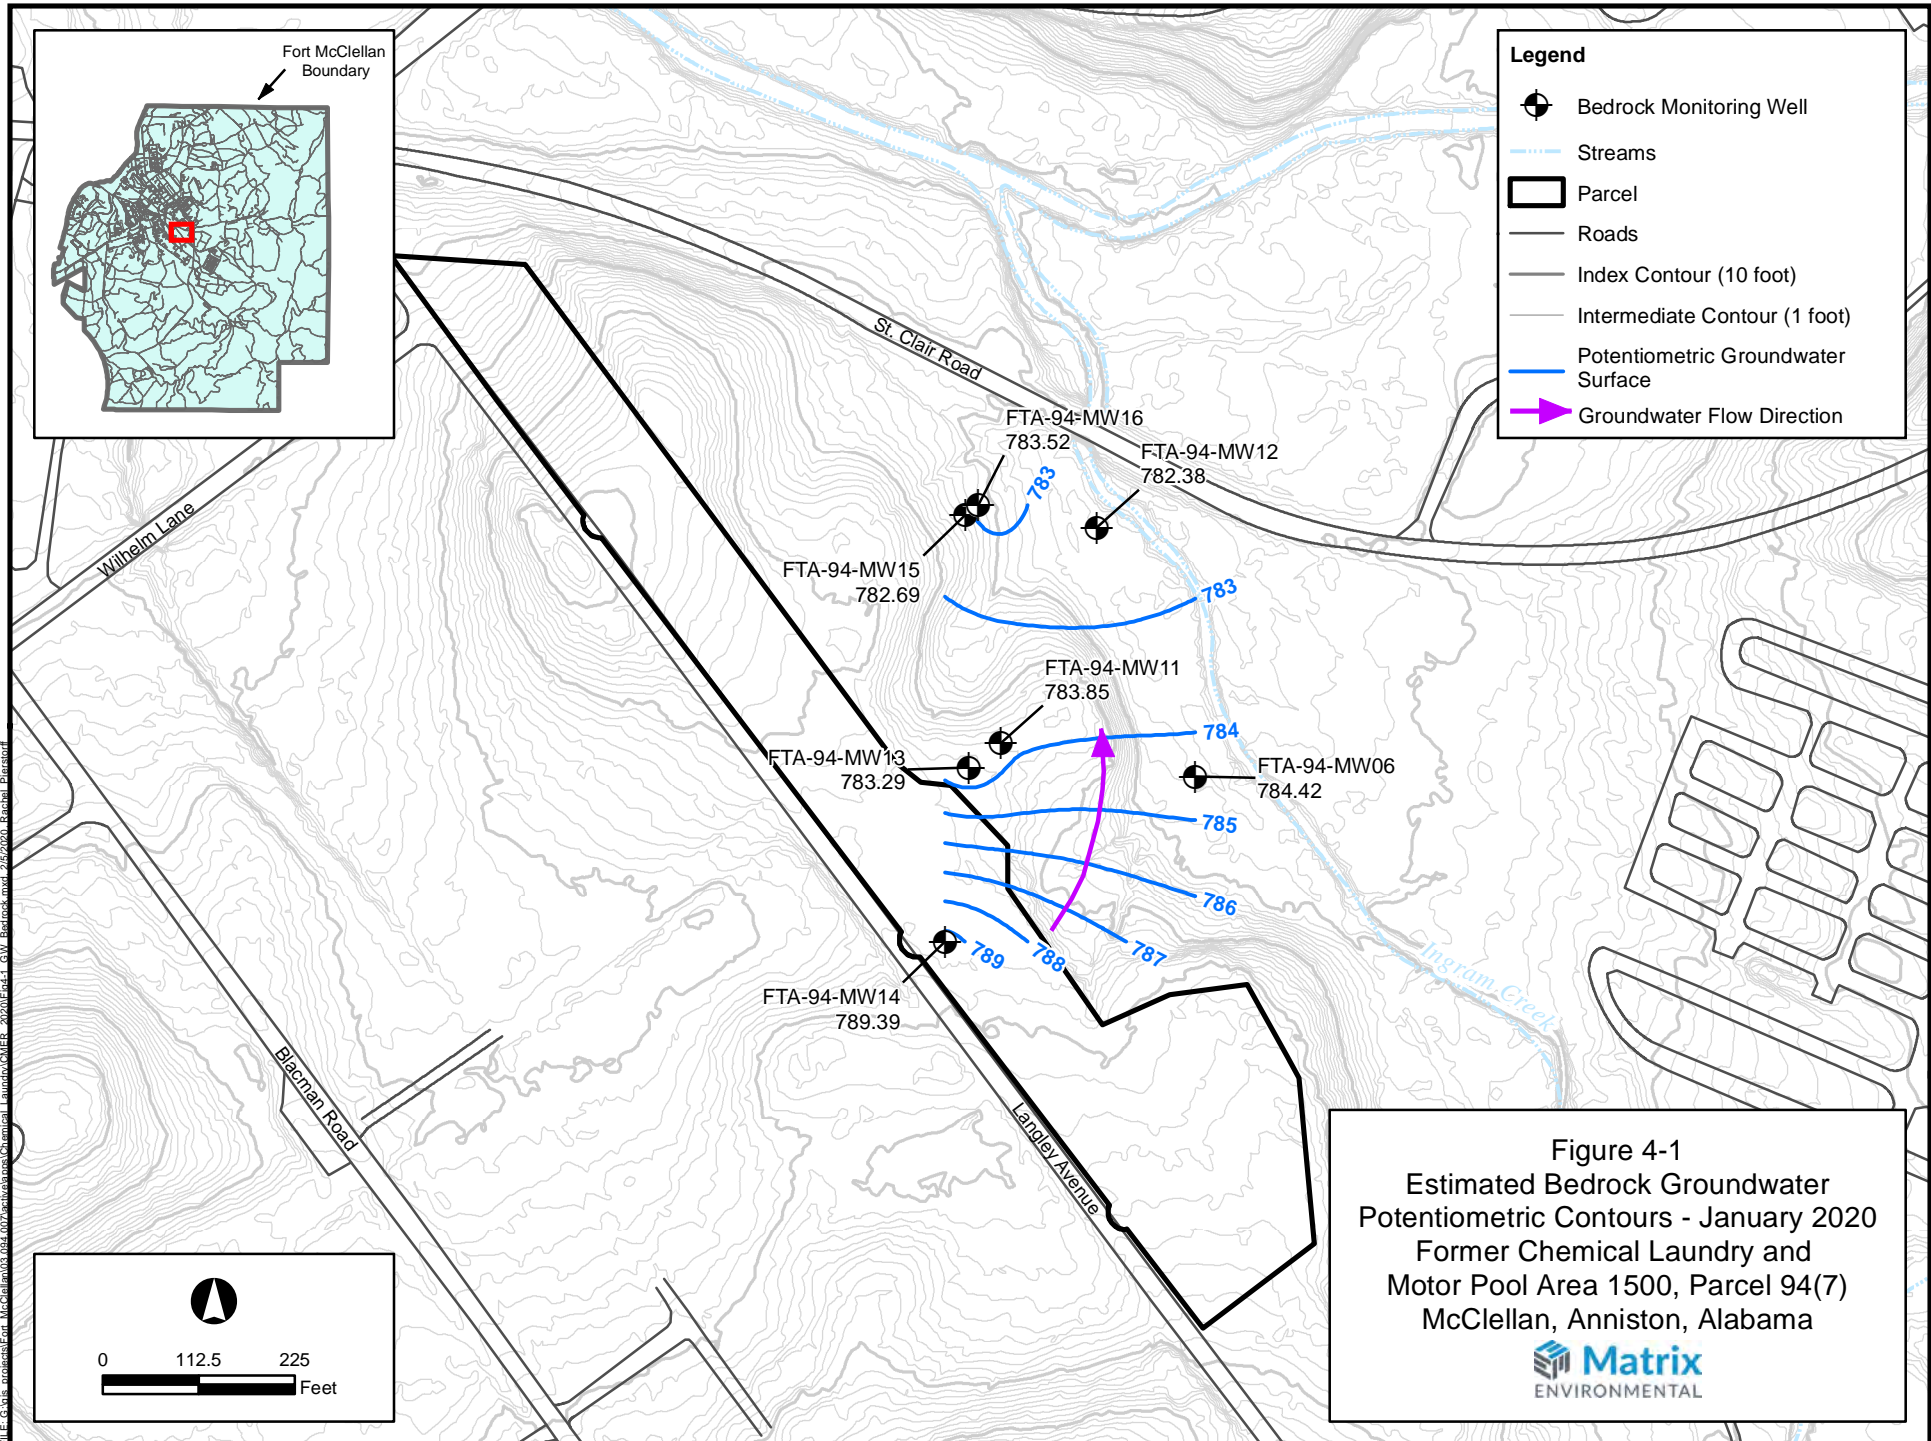 Fort McClellan
Boundary
Legend
Bedrock Monitoring Well
Streams
Parcel
Roads
Index Contour (10 foot)
Intermediate Contour (1 foot)
Potentiometric Groundwater
Surface
Groundwater Flow Direction
St. Clair Road
Wilhelm Lane
FTA-94-MW16
783.52
783
FTA-94-MW12
782.38
FTA-94-MW15
782.69
783
FTA-94-MW11
783.85
784
FTA-94-MW13
783.29
FTA-94-MW06
784.42
785
786
787
788
789
FTA-94-MW14
789.39
Ingram Creek
Blacman Road
Langley Avenue
0 112.5 225
Feet
Figure 4-1
Estimated Bedrock Groundwater
Potentiometric Contours - January 2020
Former Chemical Laundry and
Motor Pool Area 1500, Parcel 94(7)
McClellan, Anniston, Alabama
Matrix
ENVIRONMENTAL